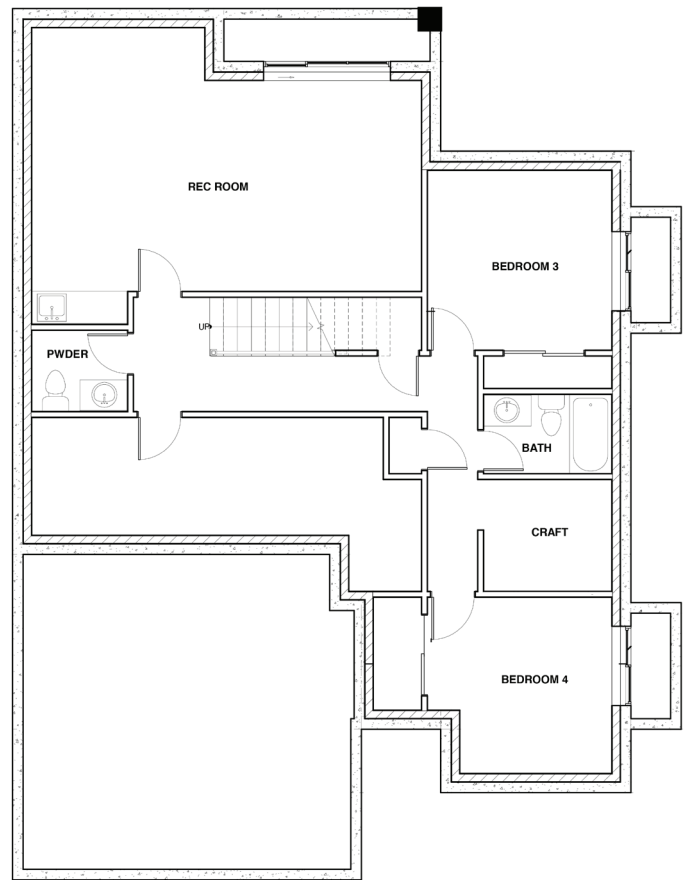 REC ROOM
BEDROOM 3
UP
PWDER
BATH
CRAFT
BEDROOM 4